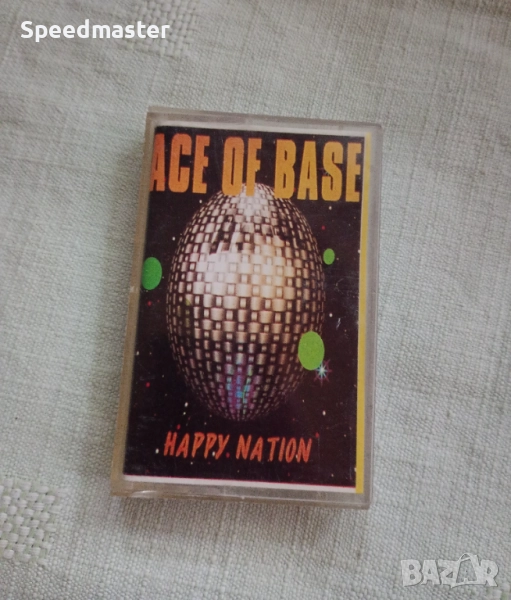 Speedmaster
ACE OF BASE
HAPPY NATION
BAZAR